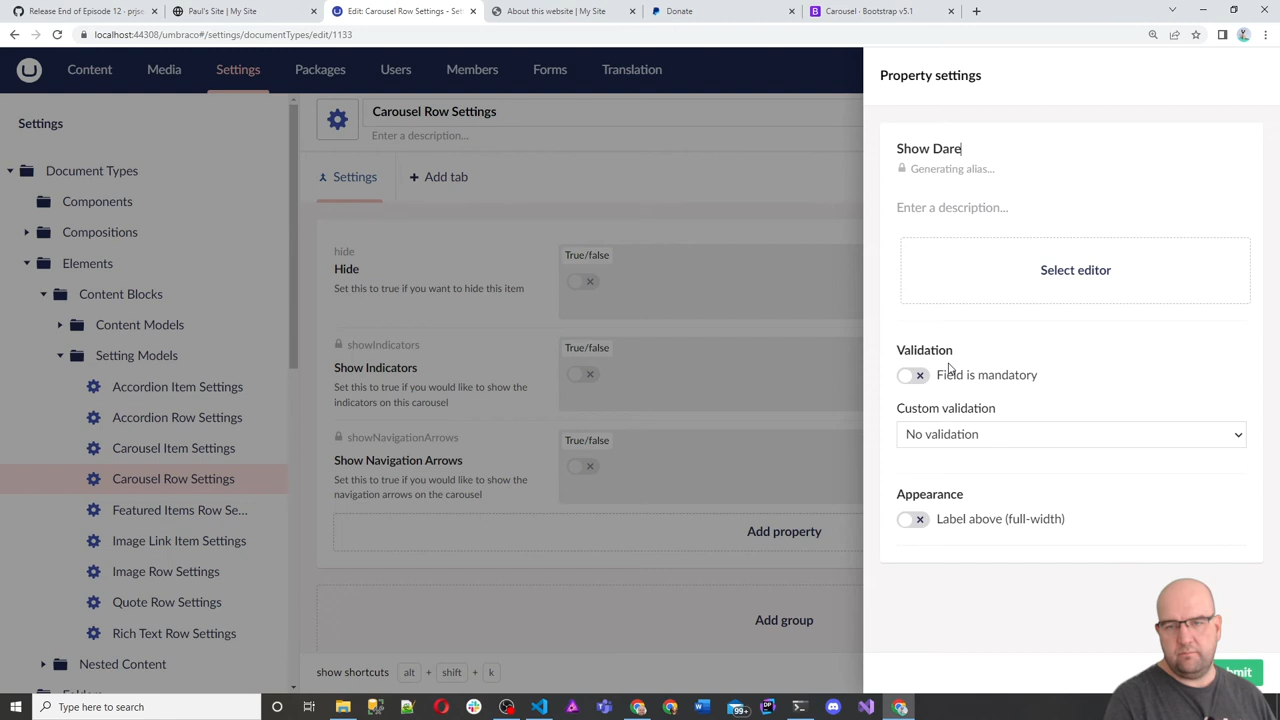 Release End of Episode 12 - prjse
Paul's Site | My Site
Edit: Carousel Row Settings - Set
About this website | My Site
Donate
Carousel · Bootstrap v5.1
localhost:44308/umbraco#/settings/documentTypes/edit/1133
Content
Media
Settings
Packages
Users
Members
Forms
Translation
Settings
Document Types
Components
Compositions
Elements
Content Blocks
Content Models
Setting Models
Accordion Item Settings
Accordion Row Settings
Carousel Item Settings
Carousel Row Settings
Featured Items Row Se...
Image Link Item Settings
Image Row Settings
Quote Row Settings
Rich Text Row Settings
Nested Content
Carousel Row Settings
Enter a description...
Settings
+ Add tab
hide
Hide
Set this to true if you want to hide this item
True/false
showIndicators
Show Indicators
Set this to true if you would like to show the
indicators on this carousel
True/false
showNavigationArrows
Show Navigation Arrows
Set this to true if you would like to show the
navigation arrows on the carousel
True/false
Add property
Add group
show shortcuts alt + shift + k
Property settings
Show Dare
Generating alias...
Enter a description...
Select editor
Validation
Field is mandatory
Custom validation
No validation
Appearance
Label above (full-width)
Type here to search
99+